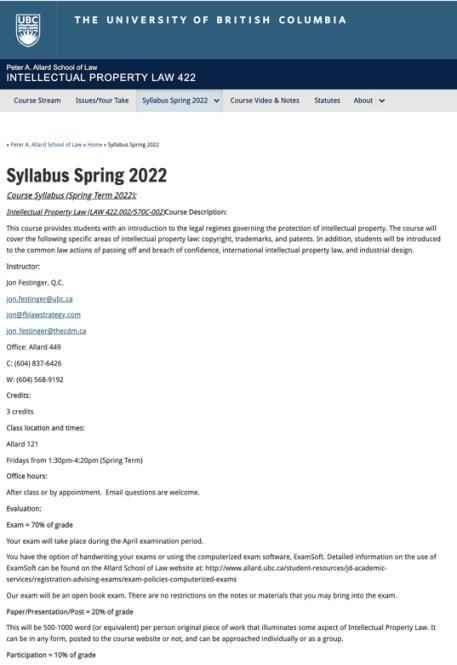 UBC
THE UNIVERSITY OF BRITISH COLUMBIA
Peter A. Allard School of Law
INTELLECTUAL PROPERTY LAW 422
Course Stream Issues/Your Take Syllabus Spring 2022 Course Video & Notes Statutes About
» Peter A. Allard School of Law » Home » Syllabus Spring 2022
Syllabus Spring 2022
Course Syllabus (Spring Term 2022):
Intellectual Property Law (LAW 422.002/570C-002)Course Description:
This course provides students with an introduction to the legal regimes governing the protection of intellectual property. The course will
cover the following specific areas of intellectual property law: copyright, trademarks, and patents. In addition, students will be introduced
to the common law actions of passing off and breach of confidence, international intellectual property law, and industrial design.
Instructor:
Jon Festinger, Q.C.
jon.festinger@ubc.ca
jon@fblawstrategy.com
jon_festinger@thecdm.ca
Office: Allard 449
C: (604) 837-6426
W: (604) 568-9192
Credits:
3 credits
Class location and times:
Allard 121
Fridays from 1:30pm-4:20pm (Spring Term)
Office hours:
After class or by appointment. Email questions are welcome.
Evaluation:
Exam = 70% of grade
Your exam will take place during the April examination period.
You have the option of handwriting your exams or using the computerized exam software, ExamSoft. Detailed information on the use of
ExamSoft can be found on the Allard School of Law website at: http://www.allard.ubc.ca/student-resources/jd-academic-
services/registration-advising-exams/exam-policies-computerized-exams
Our exam will be an open book exam. There are no restrictions on the notes or materials that you may bring into the exam.
Paper/Presentation/Post = 20% of grade
This will be 500-1000 word (or equivalent) per person original piece of work that illuminates some aspect of Intellectual Property Law. It
can be in any form, posted to the course website or not, and can be approached individually or as a group.
Participation = 10% of grade